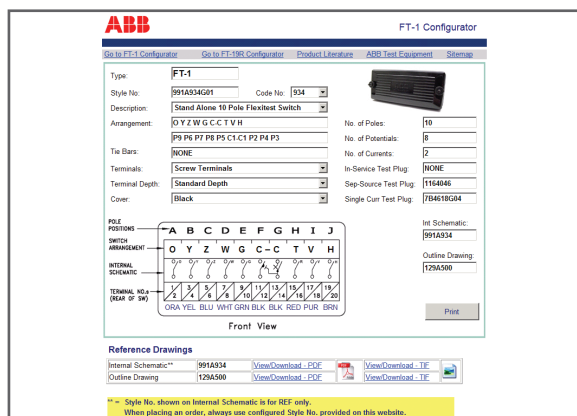 ABB
FT-1 Configurator
Go to FT-1 Configurator Go to FT-19R Configurator Product Literature ABB Test Equipment Sitemap
Type: FT-1
Style No: 991A934G01 Code No: 934
Description: Stand Alone 10 Pole Flexitest Switch
Arrangement: O Y Z W G C-C T V H
No. of Poles: 10
P9 P6 P7 P8 P5 C1-C1 P2 P4 P3
No. of Potentials: 8
Tie Bars: NONE
No. of Currents: 2
Terminals: Screw Terminals
In-Service Test Plug: NONE
Terminal Depth: Standard Depth
Sep-Source Test Plug: 1164046
Cover: Black
Single Curr Test Plug: 7B4618G04
POLE
POSITIONS A B C D E F G H I J
SWITCH
ARRANGEMENT O Y Z W G C - C T V H
INTERNAL
SCHEMATIC
TERMINAL NO.s
(REAR OF SW)
1 3 5 7 9 11 13 15 17 19
2 4 6 8 10 12 14 16 18 20
ORA YEL BLU WHT GRN BLK BLK RED PUR BRN
Front View
Int Schematic:
991A934
Outline Drawing:
129A500
Print
Reference Drawings
Internal Schematic** 991A934 View/Download - PDF View/Download - TIF
Outline Drawing 129A500 View/Download - PDF View/Download - TIF
** = Style No. shown on Internal Schematic is for REF only.
When placing an order, always use configured Style No. provided on this website.